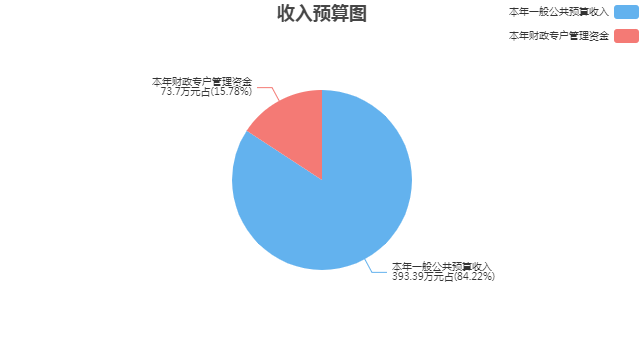 收入预算图
本年一般公共预算收入
本年财政专户管理资金
本年财政专户管理资金
73.7万元占(15.78%)
本年一般公共预算收入
393.39万元占(84.22%)